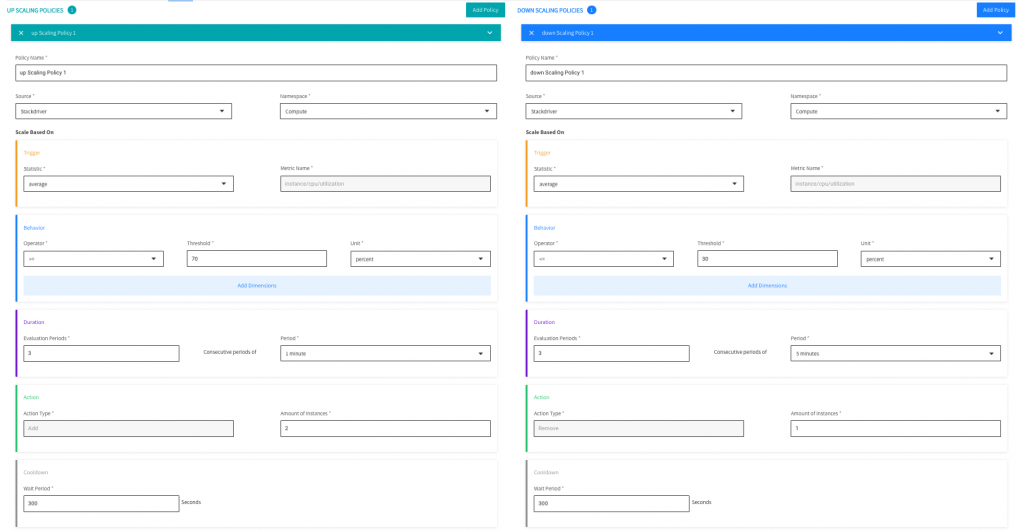 UP SCALING POLICIES 1
Add Policy
✕ up Scaling Policy 1
Policy Name *
up Scaling Policy 1
Source * Namespace *
Stackdriver Compute
Scale Based On
Trigger
Statistic * Metric Name *
average instance/cpu/utilization
Behavior
Operator * Threshold * Unit *
>= 70 percent
Add Dimensions
Duration
Evaluation Periods * Period *
3 Consecutive periods of 1 minute
Action
Action Type * Amount of Instances *
Add 2
Cooldown
Wait Period *
300 Seconds
DOWN SCALING POLICIES 1
Add Policy
✕ down Scaling Policy 1
Policy Name *
down Scaling Policy 1
Source * Namespace *
Stackdriver Compute
Scale Based On
Trigger
Statistic * Metric Name *
average instance/cpu/utilization
Behavior
Operator * Threshold * Unit *
<= 30 percent
Add Dimensions
Duration
Evaluation Periods * Period *
3 Consecutive periods of 5 minutes
Action
Action Type * Amount of Instances *
Remove 1
Cooldown
Wait Period *
300 Seconds